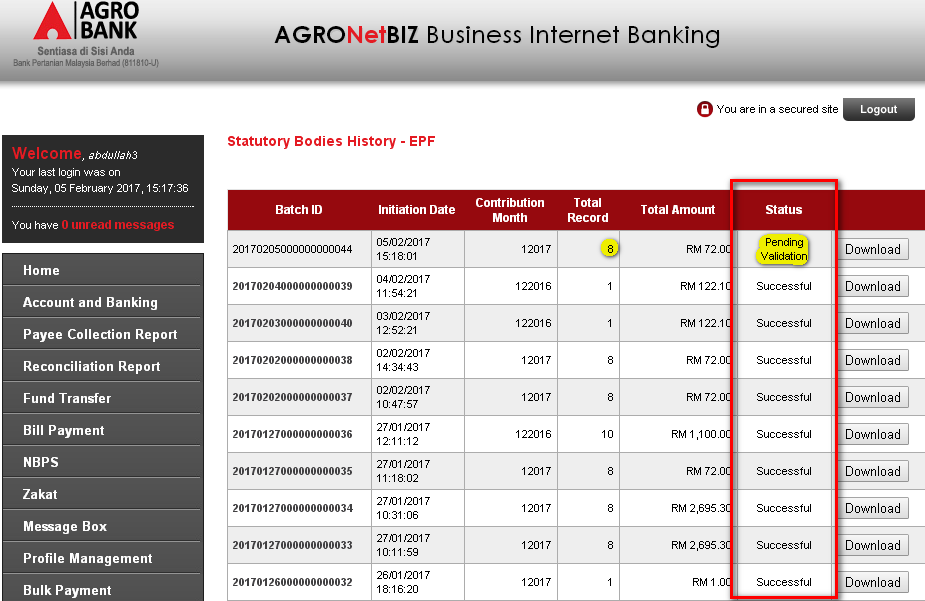 AGRO
BANK
Sentiasa di Sisi Anda
Bank Pertanian Malaysia Berhad (811810-U)
AGRONetBIZ Business Internet Banking
You are in a secured site
Logout
Welcome, abdullah3
Your last login was on
Sunday, 05 February 2017, 15:17:36
You have 0 unread messages
Home
Account and Banking
Payee Collection Report
Reconciliation Report
Fund Transfer
Bill Payment
NBPS
Zakat
Message Box
Profile Management
Bulk Payment
Statutory Bodies History - EPF
Batch ID Initiation Date Contribution Month Total Record Total Amount Status
20170205000000000044 05/02/2017 15:18:01 12017 8 RM 72.00 Pending Validation Download
20170204000000000039 04/02/2017 11:54:21 122016 1 RM 122.10 Successful Download
20170203000000000040 03/02/2017 12:52:21 122016 1 RM 122.10 Successful Download
20170202000000000038 02/02/2017 14:34:43 12017 8 RM 72.00 Successful Download
20170202000000000037 02/02/2017 10:47:57 12017 8 RM 72.00 Successful Download
20170127000000000036 27/01/2017 12:11:12 122016 10 RM 1,100.00 Successful Download
20170127000000000035 27/01/2017 11:18:02 12017 8 RM 72.00 Successful Download
20170127000000000034 27/01/2017 10:31:06 12017 8 RM 2,695.30 Successful Download
20170127000000000033 27/01/2017 10:11:59 12017 8 RM 2,695.30 Successful Download
20170126000000000032 26/01/2017 18:16:20 12017 1 RM 1.00 Successful Download